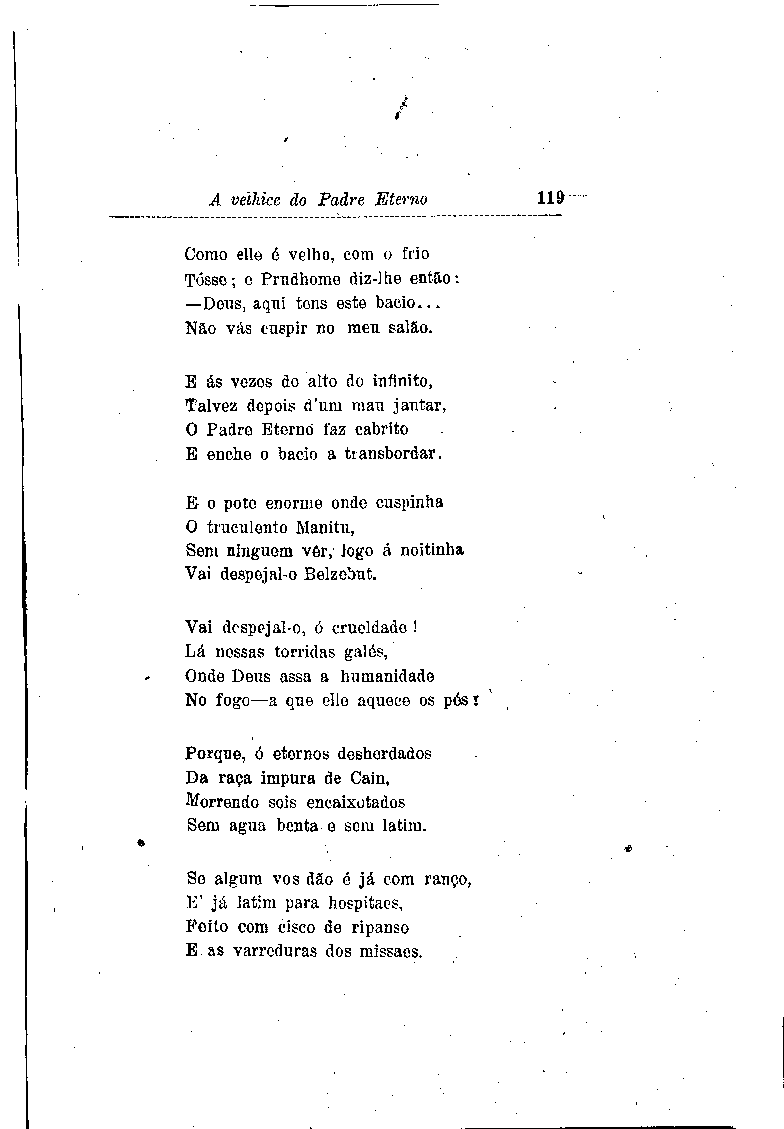 A velhice do Padre Eterno 119
Como elle é velho, com o frio
Tósse; e Prudhome diz-lhe então:
—Deus, aqui tens este bacio...
Não vás cuspir no meu salão.
E ás vezes do alto do infinito,
Talvez depois d'um mau jantar,
O Padre Eterno faz cabrito
E enche o bacio a transbordar.
E o pote enorme onde cuspinha
O truculento Manitu,
Sem ninguem vêr, logo á noitinha
Vai despejal-o Belzebut.
Vai despejal-o, ó crueldade!
Lá nessas torridas galés,
Onde Deus assa a humanidade
No fogo—a que elle aquece os pés!
Porque, ó eternos desherdados
Da raça impura de Cain,
Morrendo sois encaixotados
Sem agua benta e sem latim.
Se algum vos dão é já com ranço,
E' já latim para hospitaes,
Feito com cisco de ripanso
E as varreduras dos missaes.